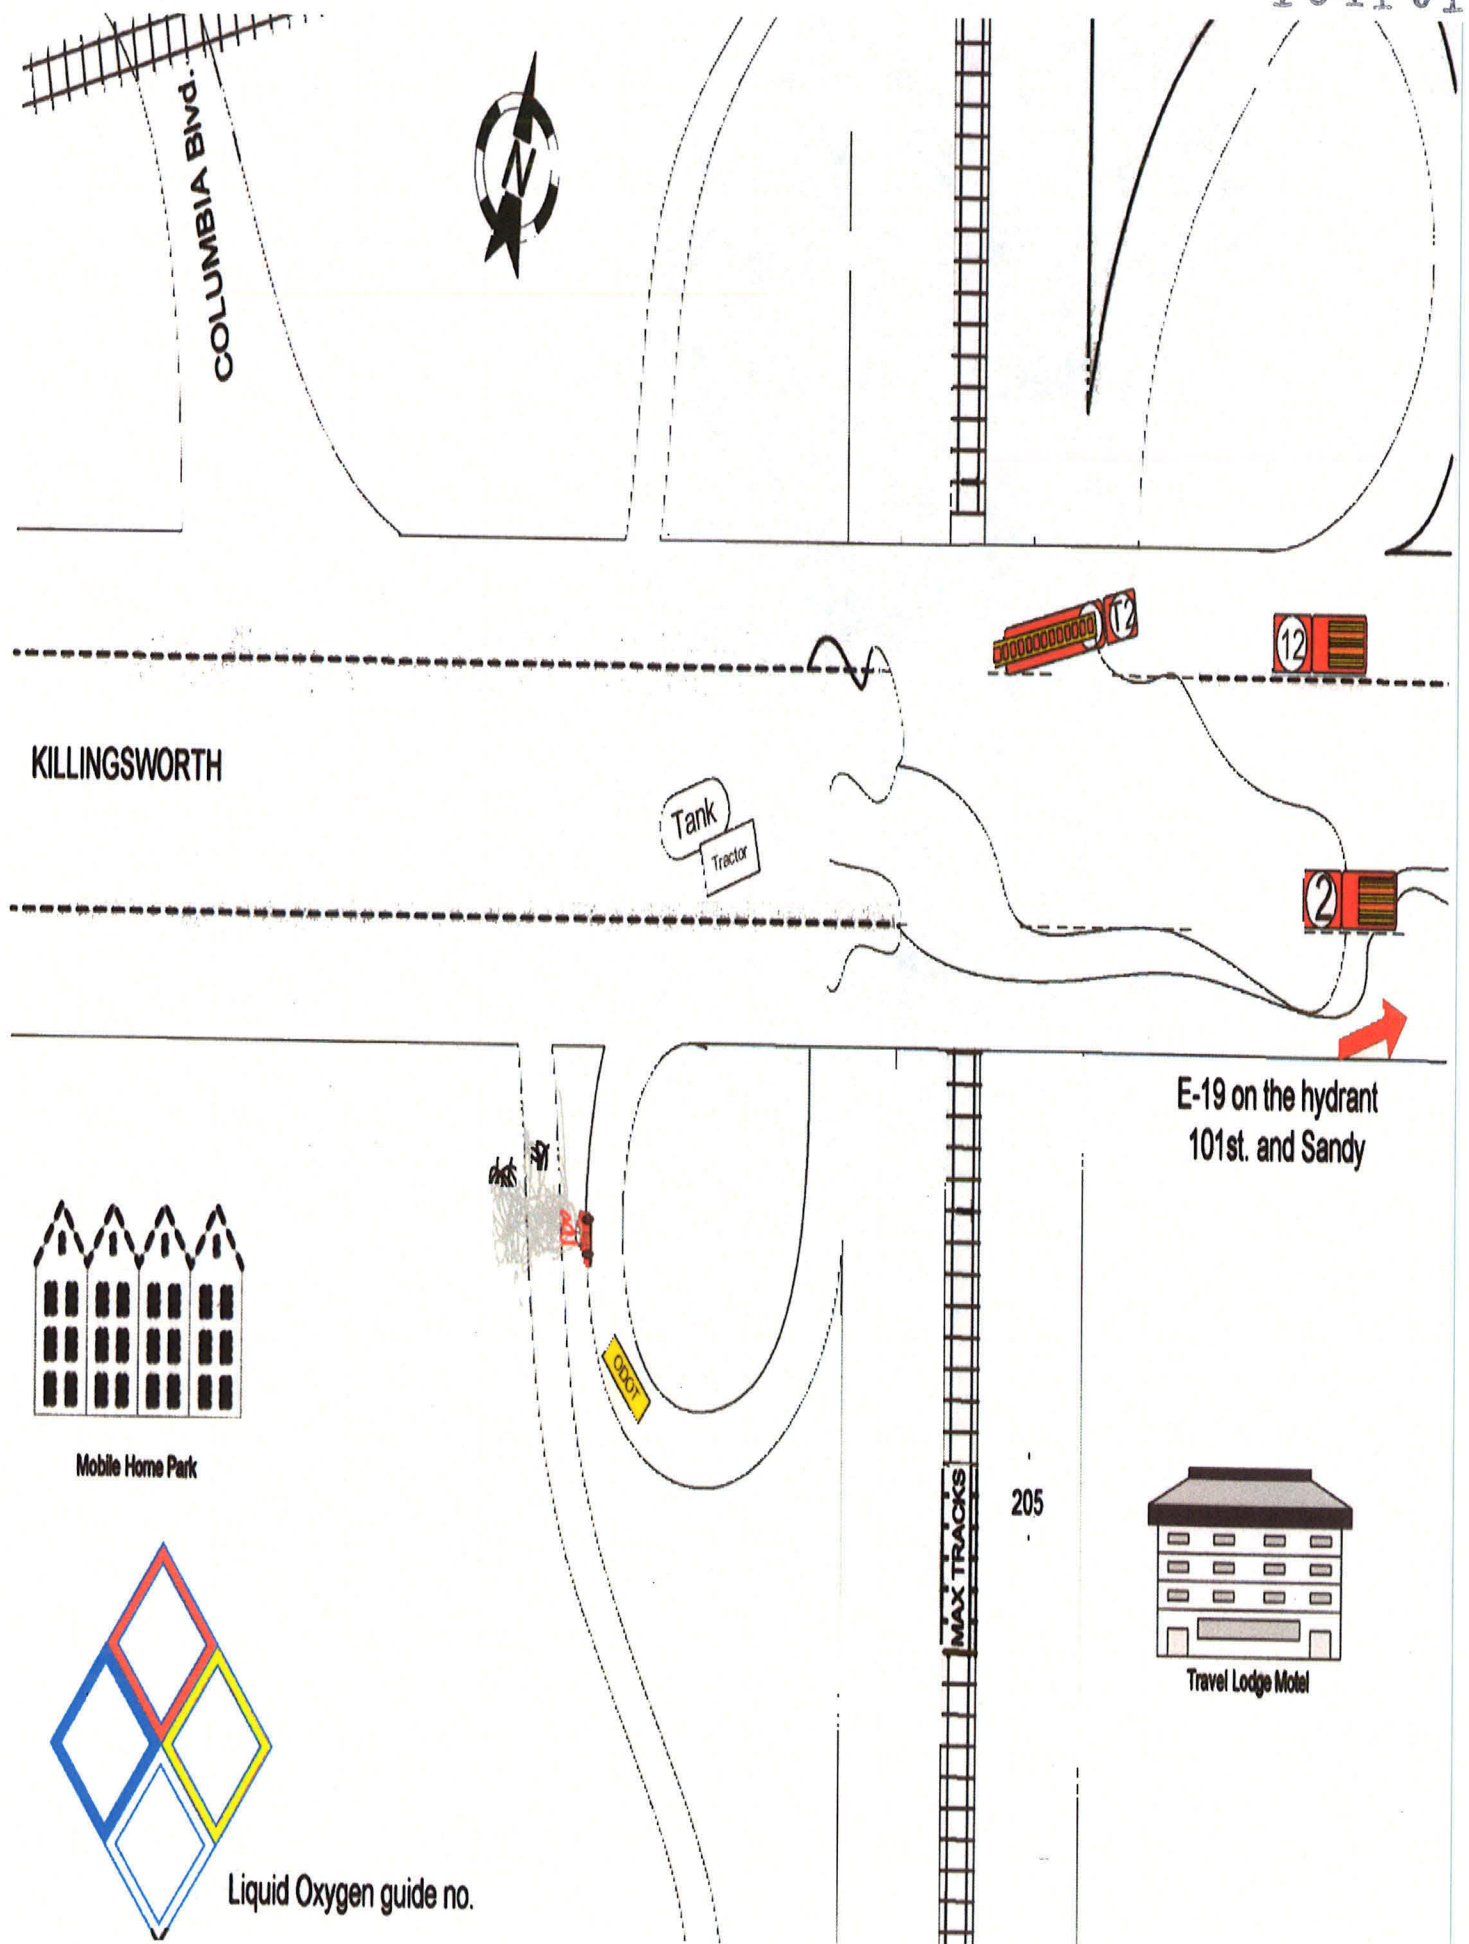 COLUMBIA Blvd.
N
T2
12
KILLINGSWORTH
Tank
Tractor
2
E-19 on the hydrant
101st. and Sandy
ODOT
Mobile Home Park
MAX TRACKS
205
Travel Lodge Motel
Liquid Oxygen guide no.